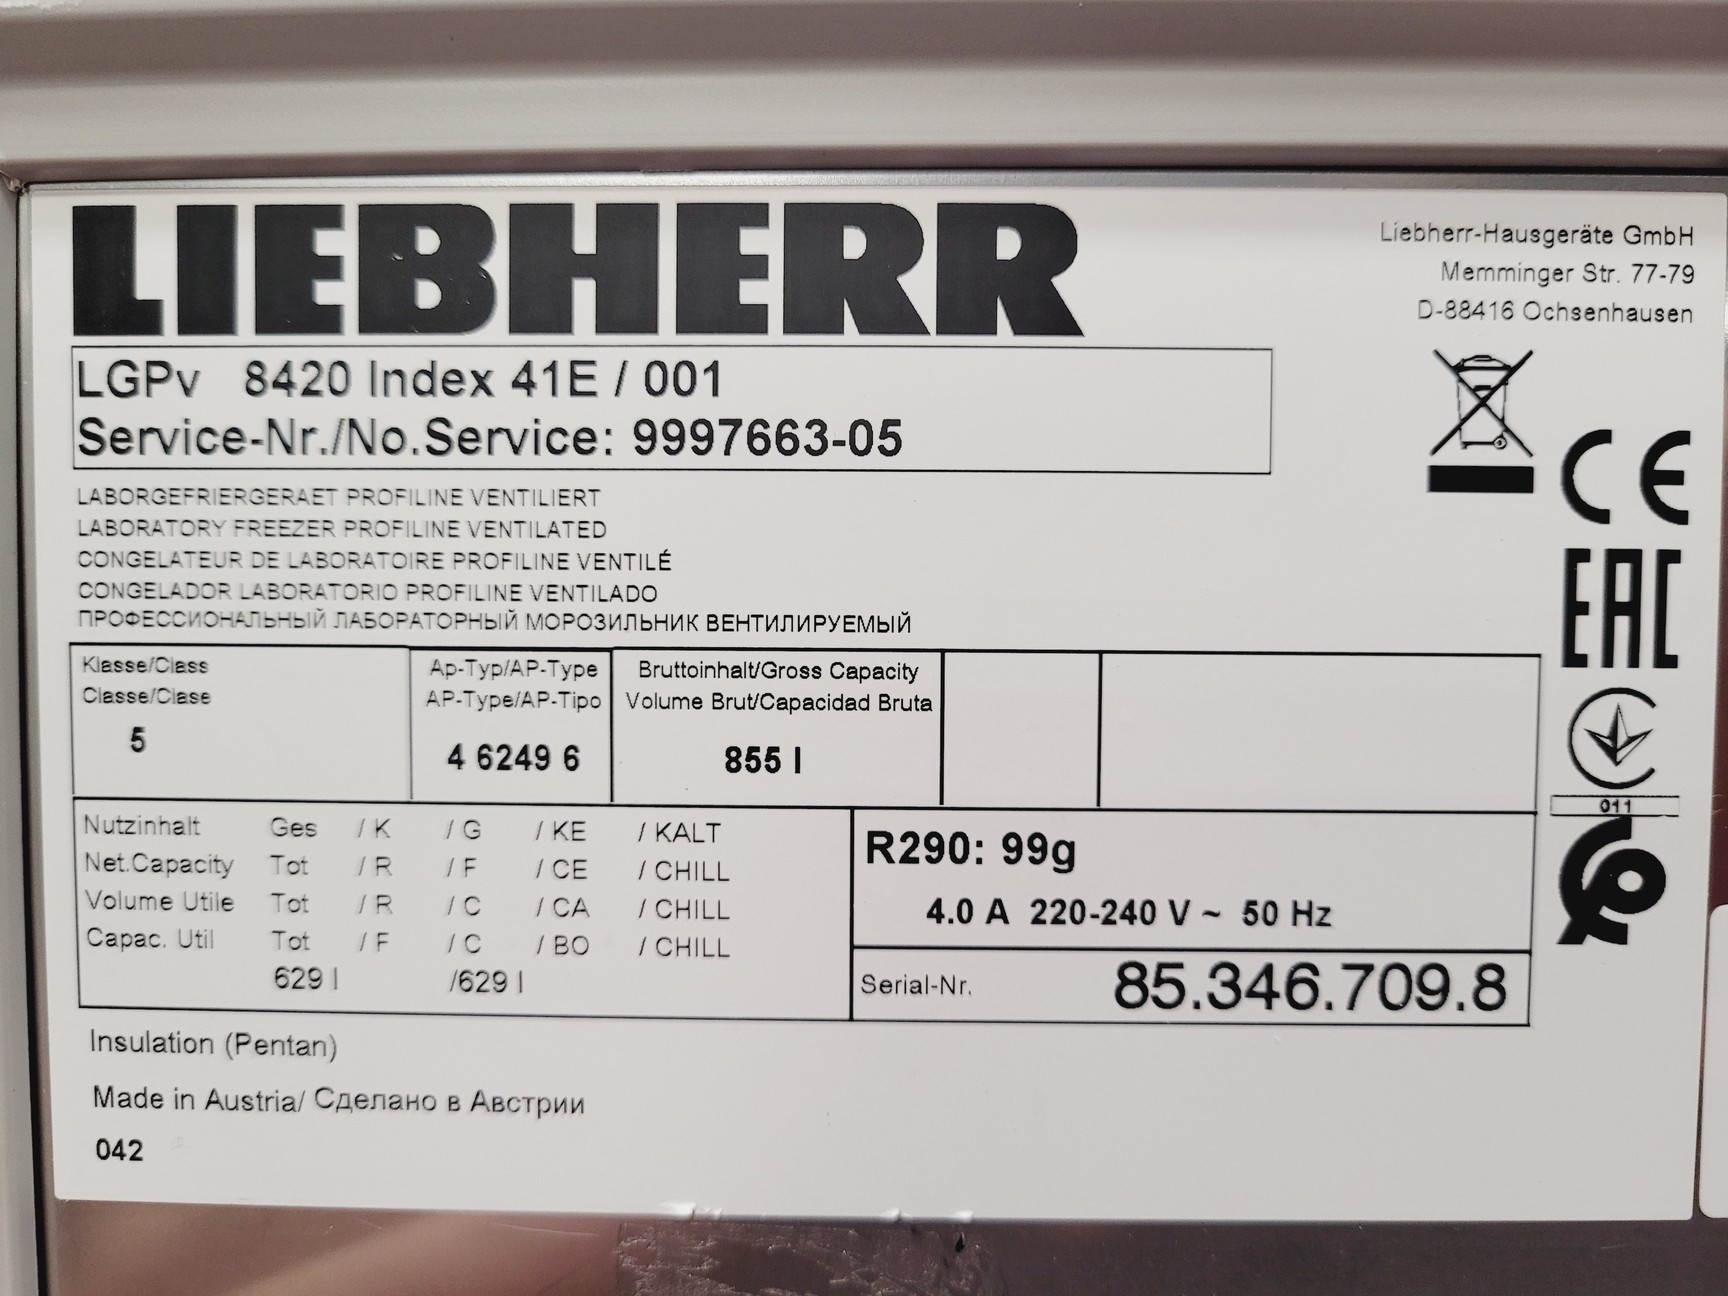 LIEBHERR
Liebherr-Hausgeräte GmbH
Memminger Str. 77-79
D-88416 Ochsenhausen
LGPv 8420 Index 41E / 001
Service-Nr./No.Service: 9997663-05
LABORGEFRIERGERAET PROFILINE VENTILIERT
LABORATORY FREEZER PROFILINE VENTILATED
CONGELATEUR DE LABORATOIRE PROFILINE VENTILÉ
CONGELADOR LABORATORIO PROFILINE VENTILADO
ПРОФЕССИОНАЛЬНЫЙ ЛАБОРАТОРНЫЙ МОРОЗИЛЬНИК ВЕНТИЛИРУЕМЫЙ
CE
EAC
011
Klasse/Class
Classe/Clase
5
Ap-Typ/AP-Type
AP-Type/AP-Tipo
4 6249 6
Bruttoinhalt/Gross Capacity
Volume Brut/Capacidad Bruta
855 l
Nutzinhalt Ges / K / G / KE / KALT
Net.Capacity Tot / R / F / CE / CHILL
Volume Utile Tot / R / C / CA / CHILL
Capac. Util Tot / F / C / BO / CHILL
629 l /629 l
R290: 99g
4.0 A 220-240 V ~ 50 Hz
Serial-Nr. 85.346.709.8
Insulation (Pentan)
Made in Austria/ Сделано в Австрии
042